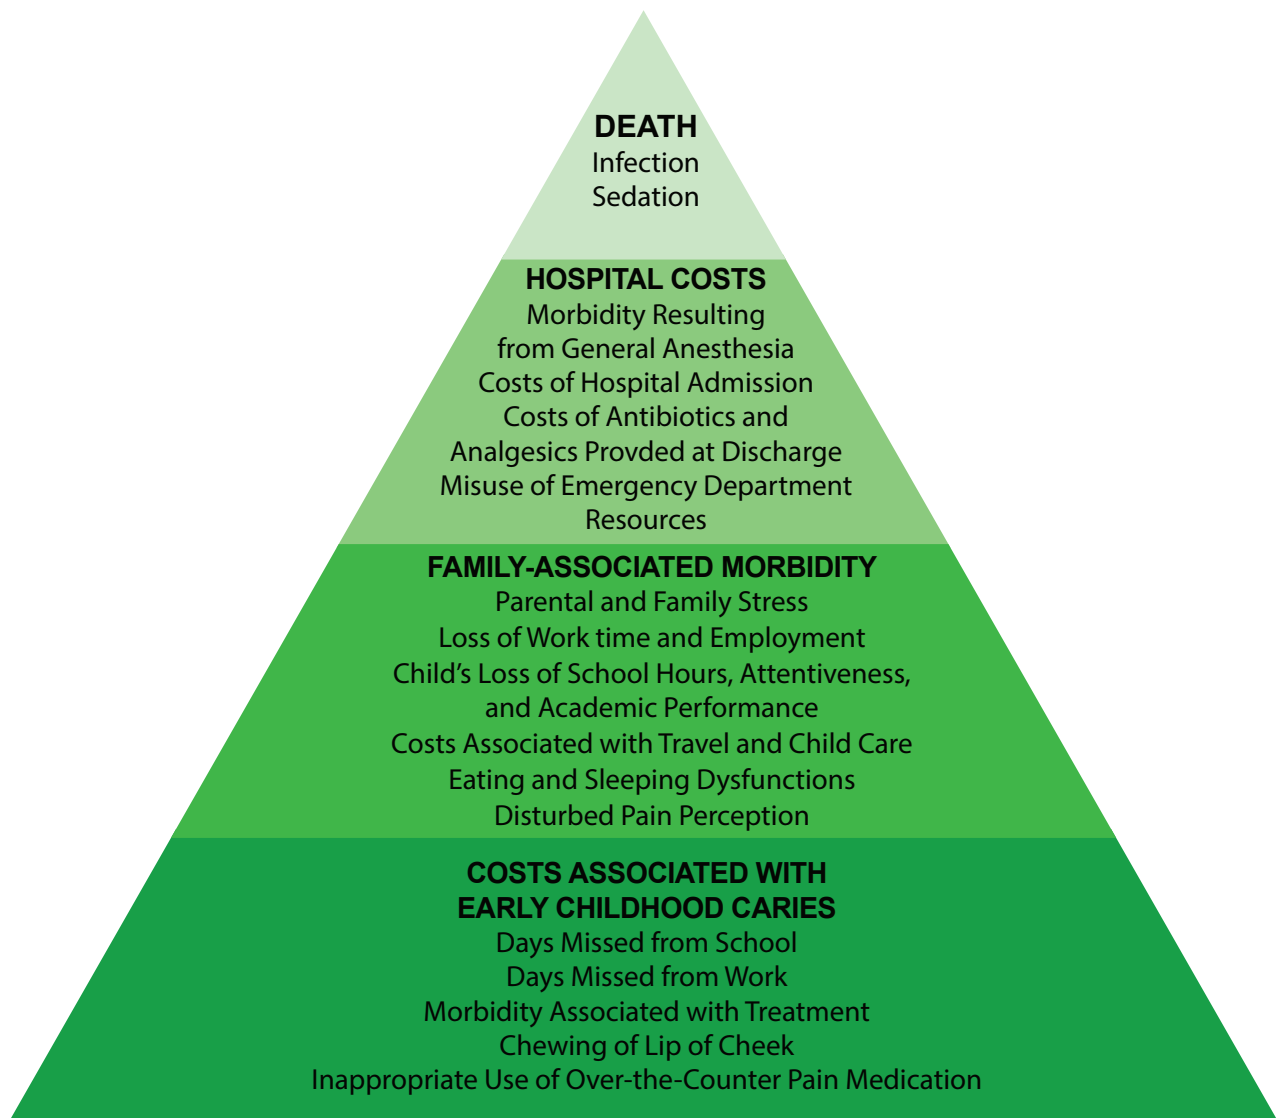 DEATH
Infection
Sedation
HOSPITAL COSTS
Morbidity Resulting
from General Anesthesia
Costs of Hospital Admission
Costs of Antibiotics and
Analgesics Provded at Discharge
Misuse of Emergency Department
Resources
FAMILY-ASSOCIATED MORBIDITY
Parental and Family Stress
Loss of Work time and Employment
Child’s Loss of School Hours, Attentiveness,
and Academic Performance
Costs Associated with Travel and Child Care
Eating and Sleeping Dysfunctions
Disturbed Pain Perception
COSTS ASSOCIATED WITH
EARLY CHILDHOOD CARIES
Days Missed from School
Days Missed from Work
Morbidity Associated with Treatment
Chewing of Lip of Cheek
Inappropriate Use of Over-the-Counter Pain Medication